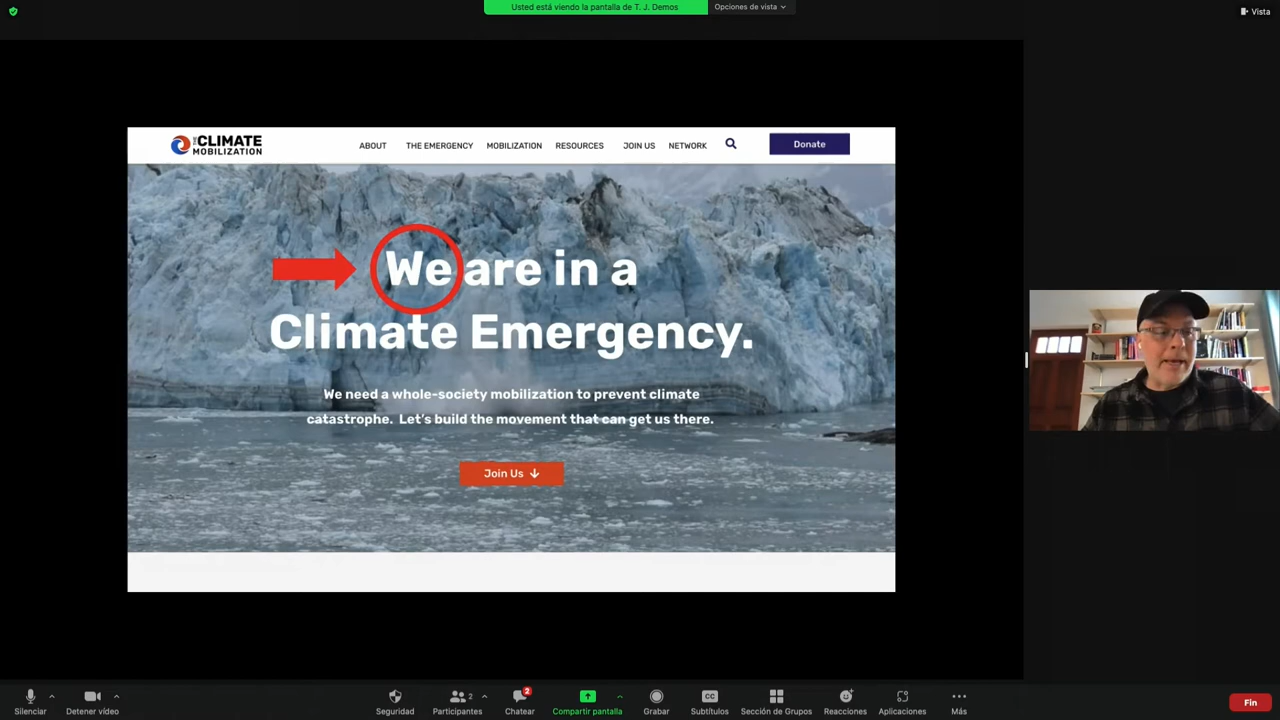 Usted está viendo la pantalla de T. J. Demos
Opciones de vista
Vista
THE CLIMATE
MOBILIZATION
ABOUT
THE EMERGENCY
MOBILIZATION
RESOURCES
JOIN US
NETWORK
Donate
We are in a
Climate Emergency.
We need a whole-society mobilization to prevent climate
catastrophe. Let's build the movement that can get us there.
Join Us
Silenciar
Detener vídeo
Seguridad
2
Participantes
2
Chatear
Compartir pantalla
Grabar
CC
Subtítulos
Sección de Grupos
Reacciones
Aplicaciones
Más
Fin